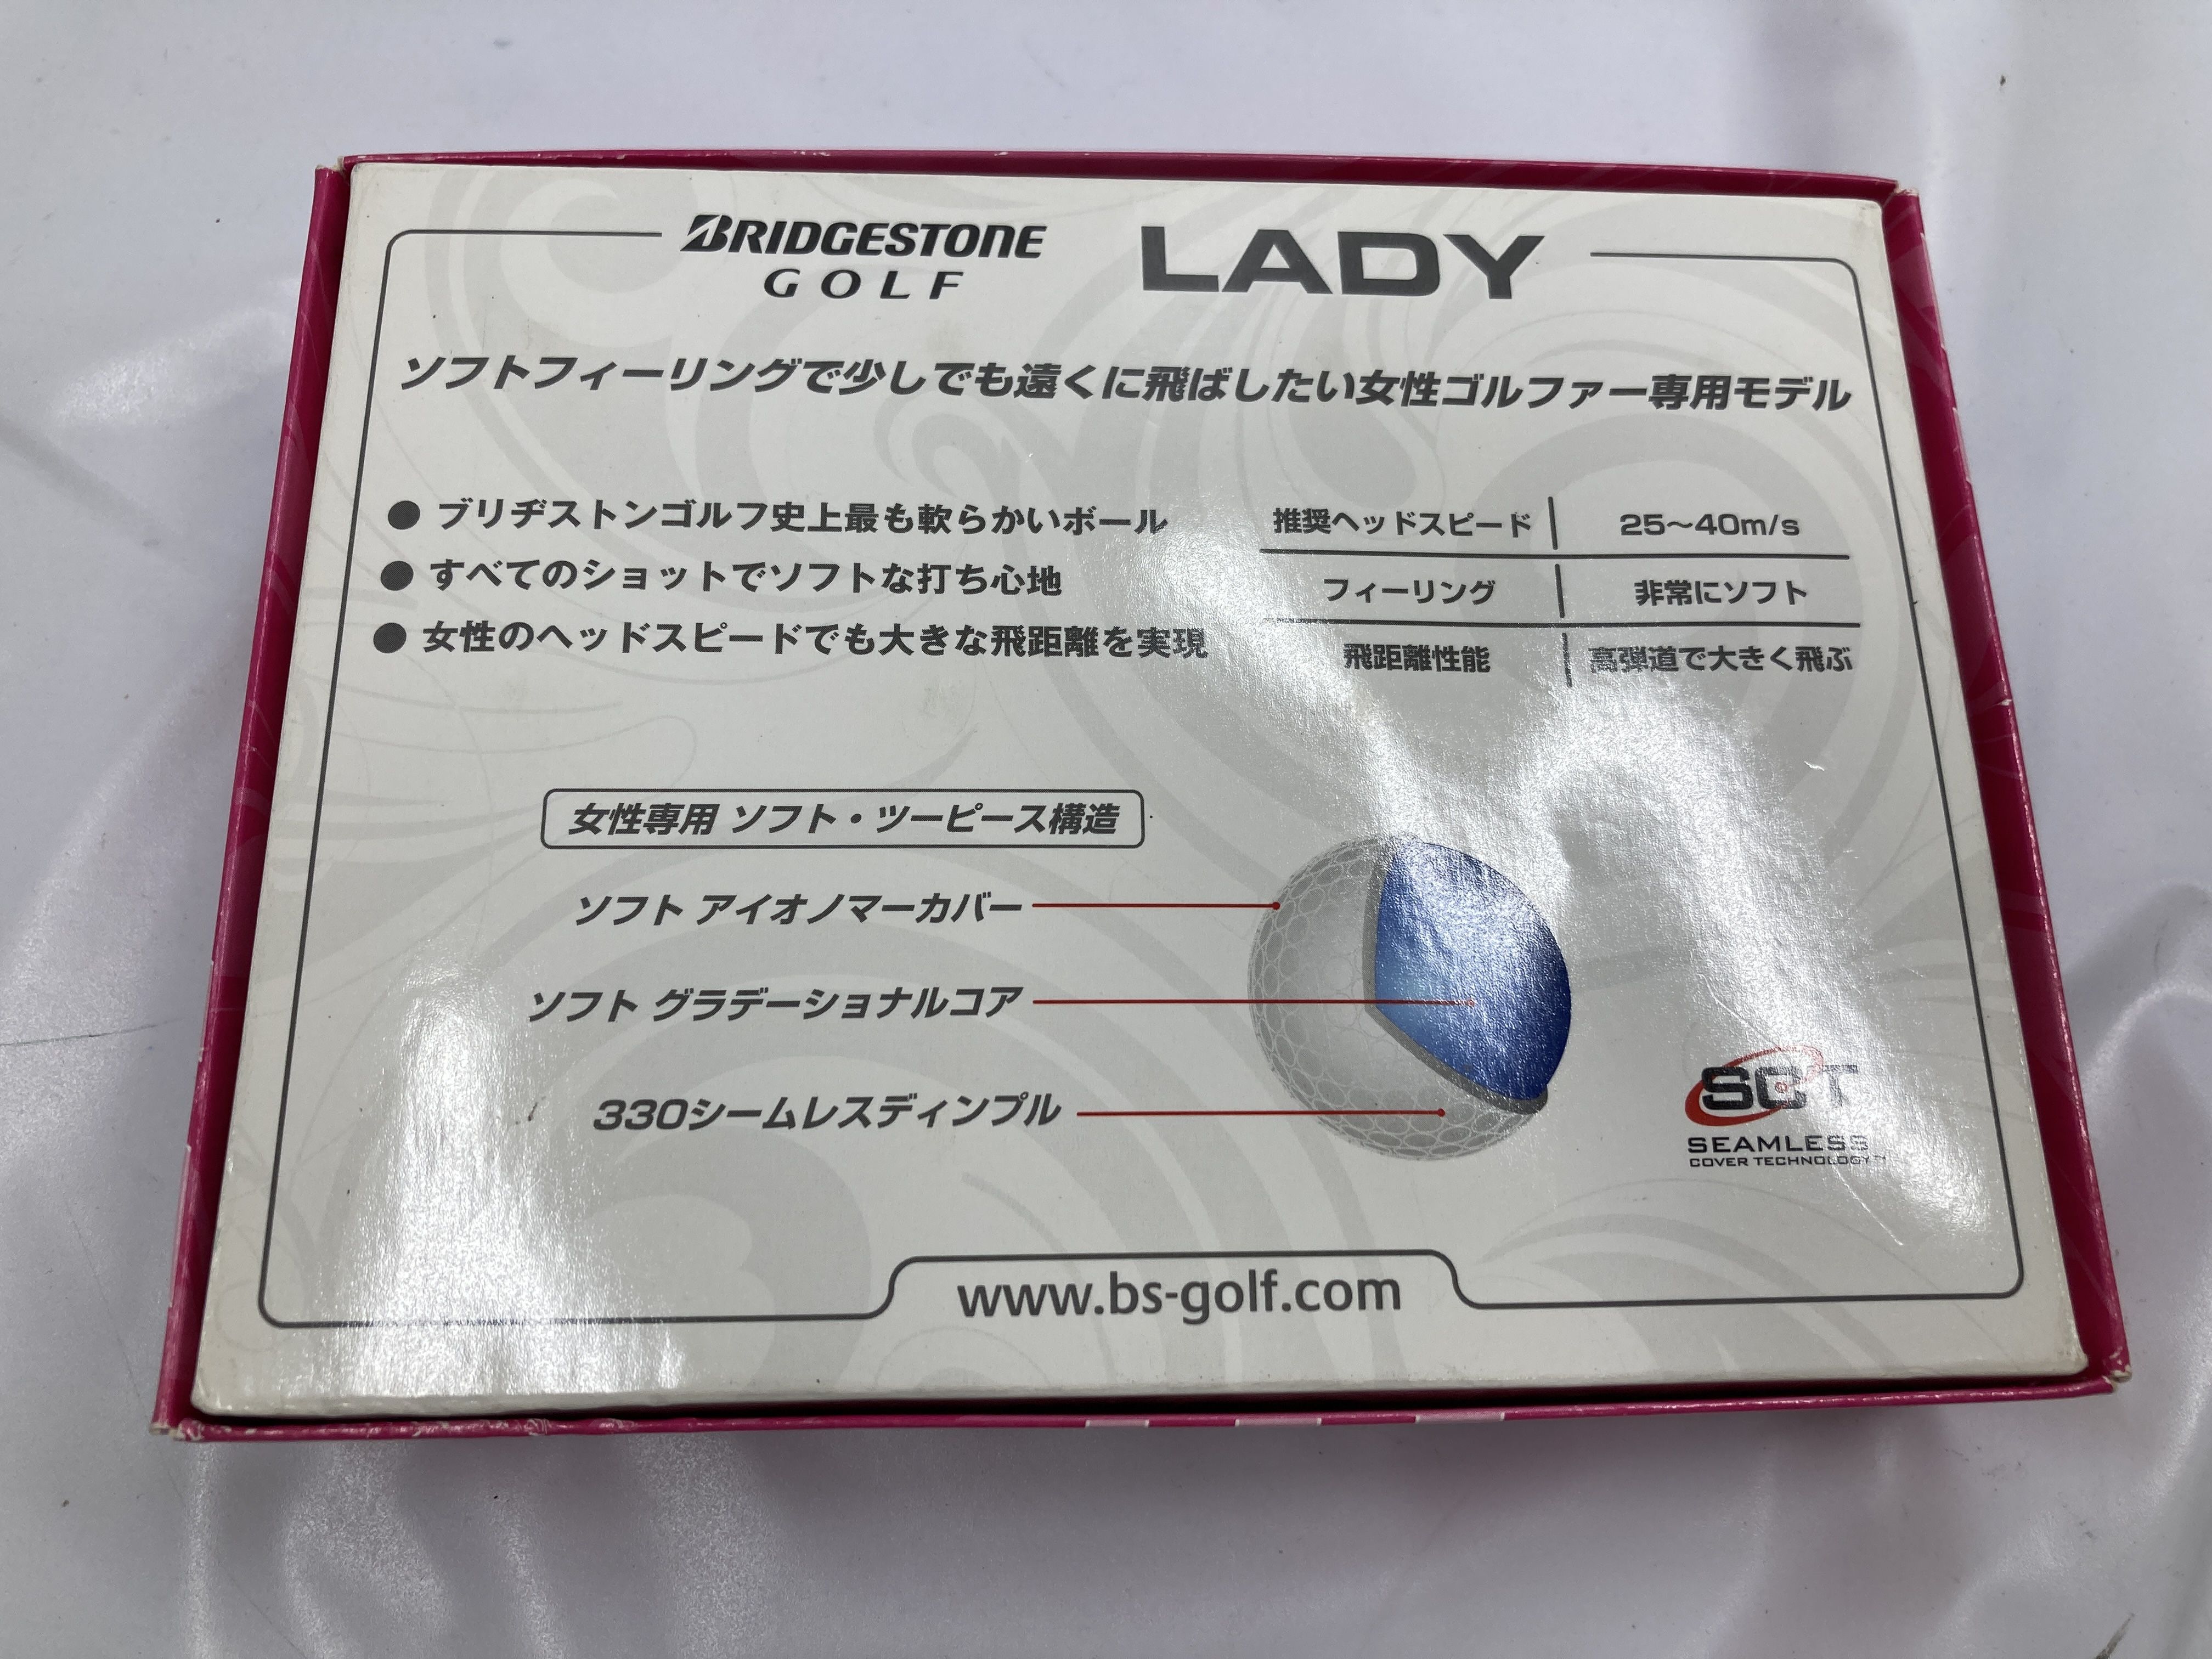 BRIDGESTONE
GOLF
LADY
ソフトフィーリングで少しでも遠くに飛ばしたい女性ゴルファー専用モデル
● ブリヂストンゴルフ史上最も軟らかいボール
● すべてのショットでソフトな打ち心地
● 女性のヘッドスピードでも大きな飛距離を実現
推奨ヘッドスピード 25〜40m/s
フィーリング 非常にソフト
飛距離性能 高弾道で大きく飛ぶ
女性専用 ソフト・ツーピース構造
ソフト アイオノマーカバー
ソフト グラデーショナルコア
330シームレスディンプル
SCT
SEAMLESS
COVER TECHNOLOGY™
www.bs-golf.com